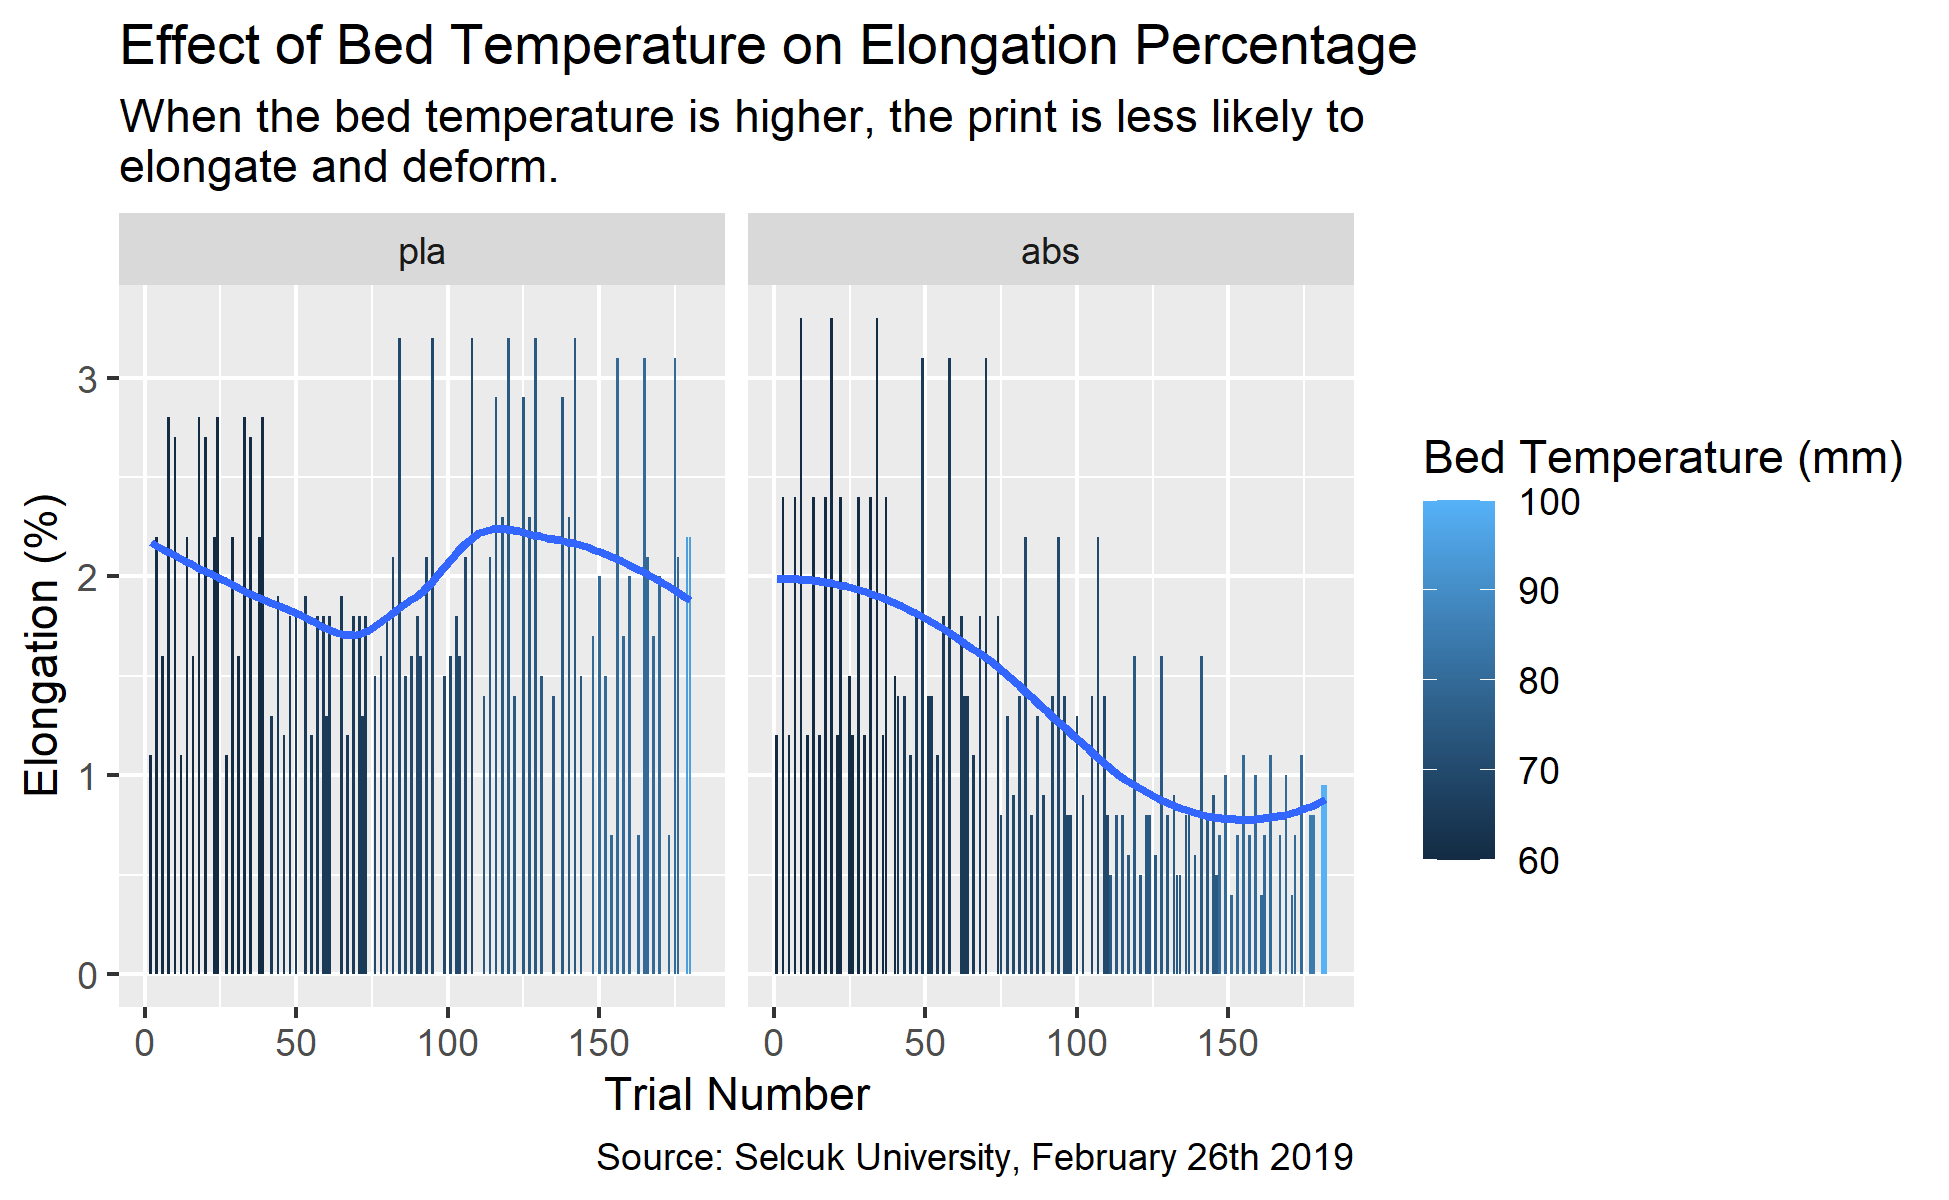 Effect of Bed Temperature on Elongation Percentage
When the bed temperature is higher, the print is less likely to
elongate and deform.
pla
abs
Elongation (%)
3
2
1
0
0 50 100 150
0 50 100 150
Trial Number
Bed Temperature (mm)
100
90
80
70
60
Source: Selcuk University, February 26th 2019